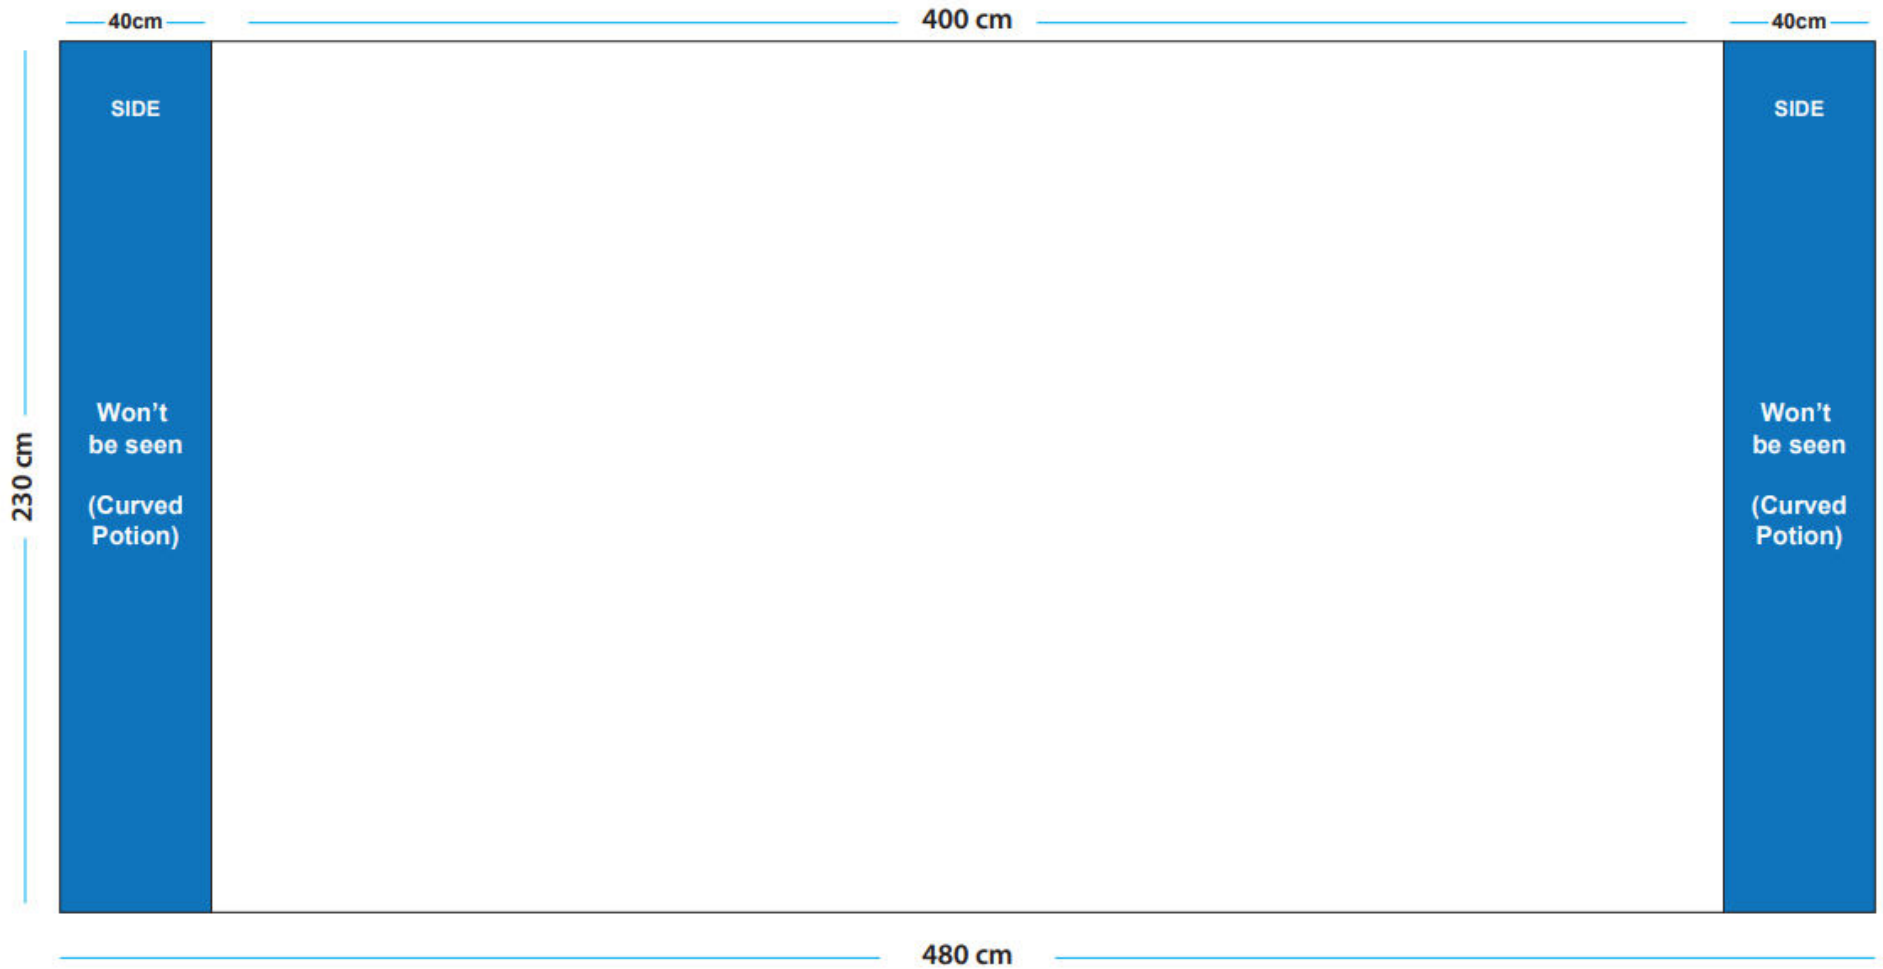 40cm
400 cm
40cm
SIDE
SIDE
Won't
be seen
(Curved
Potion)
Won't
be seen
(Curved
Potion)
230 cm
480 cm